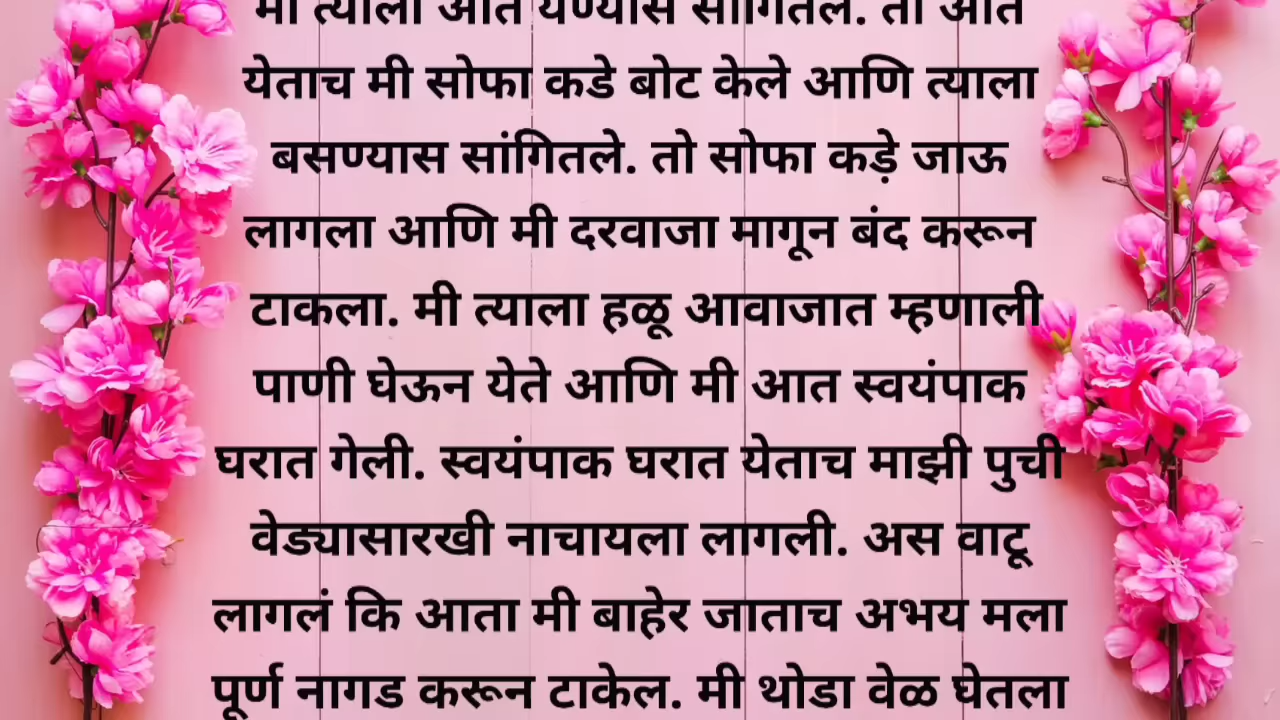 मी त्याला आत येण्यास सांगितले. तो आत
येताच मी सोफा कडे बोट केले आणि त्याला
बसण्यास सांगितले. तो सोफा कड़े जाऊ
लागला आणि मी दरवाजा मागून बंद करून
टाकला. मी त्याला हळू आवाजात म्हणाली
पाणी घेऊन येते आणि मी आत स्वयंपाक
घरात गेली. स्वयंपाक घरात येताच माझी पुची
वेड्यासारखी नाचायला लागली. अस वाटू
लागलं कि आता मी बाहेर जाताच अभय मला
पूर्ण नागड करून टाकेल. मी थोडा वेळ घेतला